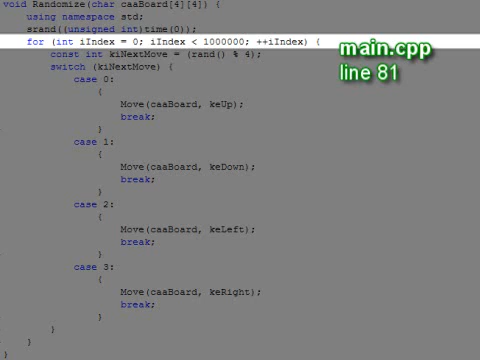 void Randomize(char caaBoard[4][4]) {
    using namespace std;
    srand((unsigned int)time(0));
    for (int iIndex = 0; iIndex < 1000000; ++iIndex) {
        const int kiNextMove = (rand() % 4);
        switch (kiNextMove) {
            case 0:
                {
                    Move(caaBoard, keUp);
                    break;
                }
            case 1:
                {
                    Move(caaBoard, keDown);
                    break;
                }
            case 2:
                {
                    Move(caaBoard, keLeft);
                    break;
                }
            case 3:
                {
                    Move(caaBoard, keRight);
                    break;
                }
        }
    }
}
main.cpp
line 81